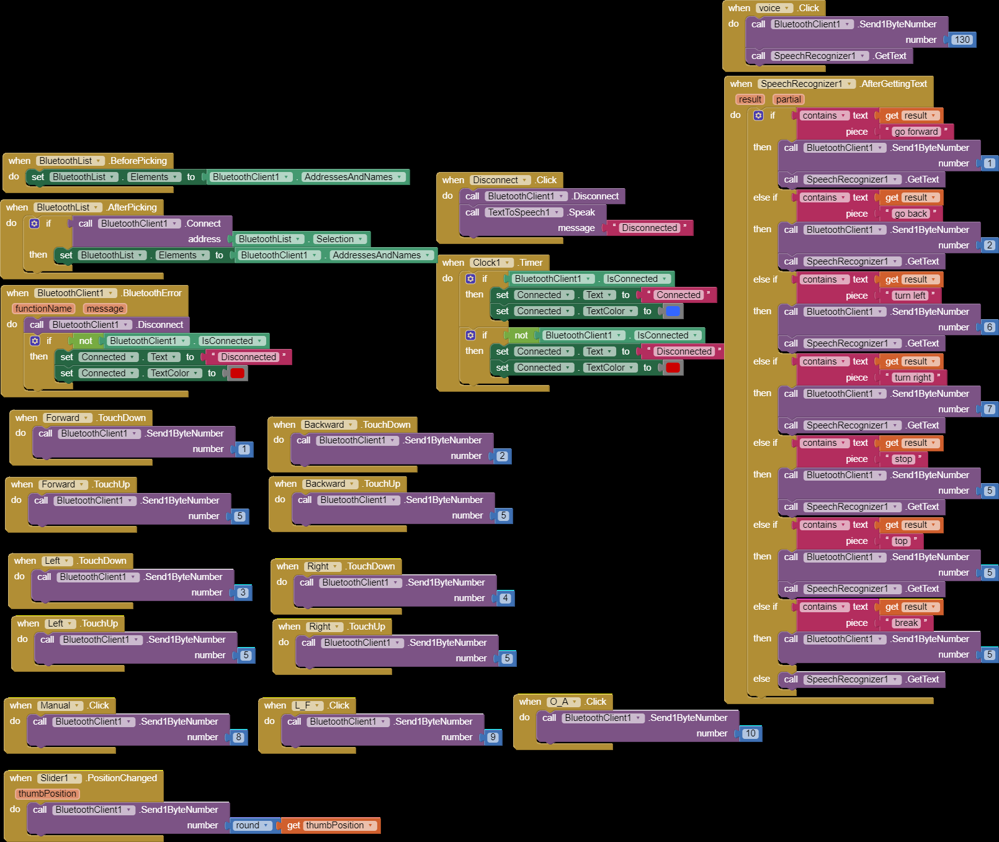 when BluetoothList .BeforePicking
do set BluetoothList . Elements to BluetoothClient1 . AddressesAndNames
when BluetoothList .AfterPicking
do if call BluetoothClient1 .Connect
address BluetoothList . Selection
then set BluetoothList . Elements to BluetoothClient1 . AddressesAndNames
when BluetoothClient1 .BluetoothError
functionName message
do call BluetoothClient1 .Disconnect
if not BluetoothClient1 . IsConnected
then set Connected . Text to “ Disconnected ”
set Connected . TextColor to
when Disconnect .Click
do call BluetoothClient1 .Disconnect
call TextToSpeech1 .Speak
message “ Disconnected ”
when Clock1 .Timer
do if BluetoothClient1 . IsConnected
then set Connected . Text to “ Connected ”
set Connected . TextColor to
if not BluetoothClient1 . IsConnected
then set Connected . Text to “ Disconnected ”
set Connected . TextColor to
when Forward .TouchDown
do call BluetoothClient1 .Send1ByteNumber
number 1
when Backward .TouchDown
do call BluetoothClient1 .Send1ByteNumber
number 2
when Forward .TouchUp
do call BluetoothClient1 .Send1ByteNumber
number 5
when Backward .TouchUp
do call BluetoothClient1 .Send1ByteNumber
number 5
when Left .TouchDown
do call BluetoothClient1 .Send1ByteNumber
number 3
when Right .TouchDown
do call BluetoothClient1 .Send1ByteNumber
number 4
when Left .TouchUp
do call BluetoothClient1 .Send1ByteNumber
number 5
when Right .TouchUp
do call BluetoothClient1 .Send1ByteNumber
number 5
when Manual .Click
do call BluetoothClient1 .Send1ByteNumber
number 8
when L_F .Click
do call BluetoothClient1 .Send1ByteNumber
number 9
when O_A .Click
do call BluetoothClient1 .Send1ByteNumber
number 10
when Slider1 .PositionChanged
thumbPosition
do call BluetoothClient1 .Send1ByteNumber
number round get thumbPosition
when voice .Click
do call BluetoothClient1 .Send1ByteNumber
number 130
call SpeechRecognizer1 .GetText
when SpeechRecognizer1 .AfterGettingText
result partial
do if contains text get result
piece “ go forward ”
then call BluetoothClient1 .Send1ByteNumber
number 1
call SpeechRecognizer1 .GetText
else if contains text get result
piece “ go back ”
then call BluetoothClient1 .Send1ByteNumber
number 2
call SpeechRecognizer1 .GetText
else if contains text get result
piece “ turn left ”
then call BluetoothClient1 .Send1ByteNumber
number 6
call SpeechRecognizer1 .GetText
else if contains text get result
piece “ turn right ”
then call BluetoothClient1 .Send1ByteNumber
number 7
call SpeechRecognizer1 .GetText
else if contains text get result
piece “ stop ”
then call BluetoothClient1 .Send1ByteNumber
number 5
call SpeechRecognizer1 .GetText
else if contains text get result
piece “ top ”
then call BluetoothClient1 .Send1ByteNumber
number 5
call SpeechRecognizer1 .GetText
else if contains text get result
piece “ break ”
then call BluetoothClient1 .Send1ByteNumber
number 5
else call SpeechRecognizer1 .GetText